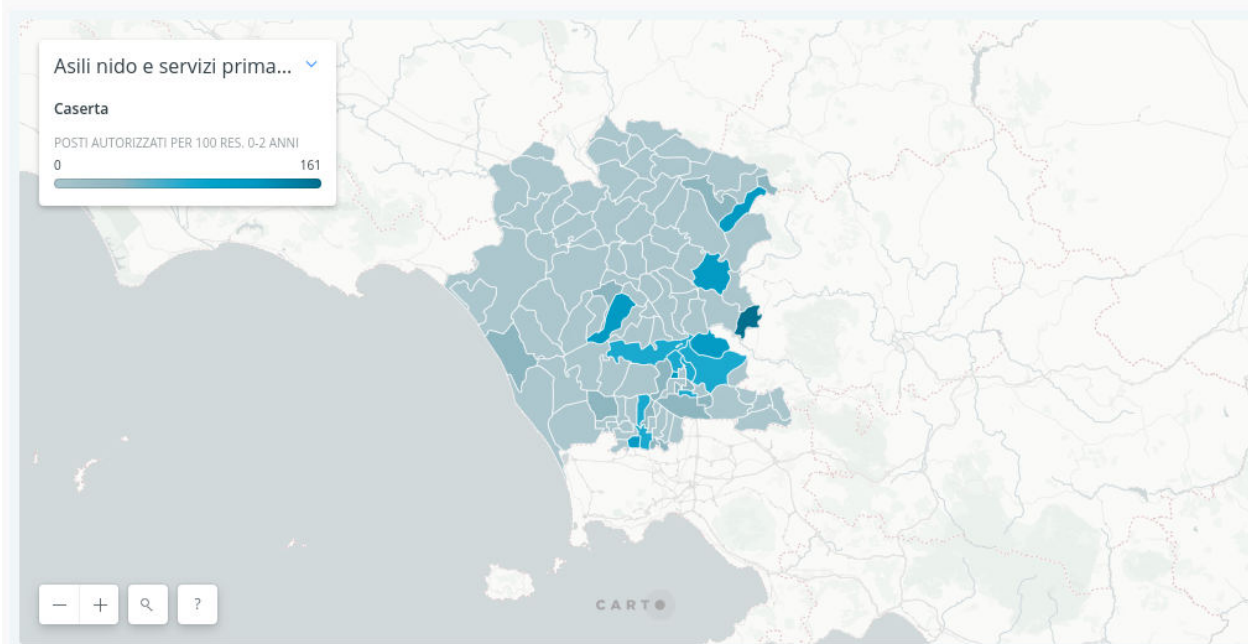 Asili nido e servizi prima...
Caserta
POSTI AUTORIZZATI PER 100 RES. 0-2 ANNI
0 161
− + ?
CARTO